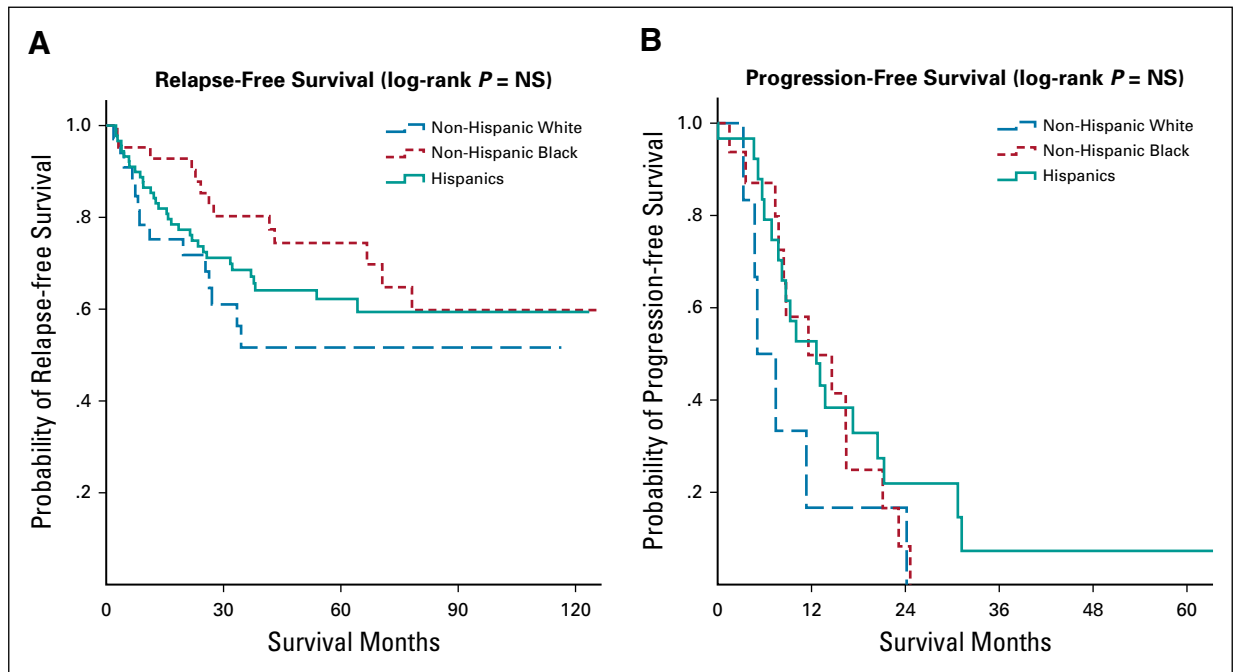 A
Relapse-Free Survival (log-rank P = NS)
Non-Hispanic White
Non-Hispanic Black
Hispanics
1.0
.8
.6
.4
.2
Probability of Relapse-free Survival
0 30 60 90 120
Survival Months
B
Progression-Free Survival (log-rank P = NS)
Non-Hispanic White
Non-Hispanic Black
Hispanics
1.0
.8
.6
.4
.2
Probability of Progression-free Survival
0 12 24 36 48 60
Survival Months